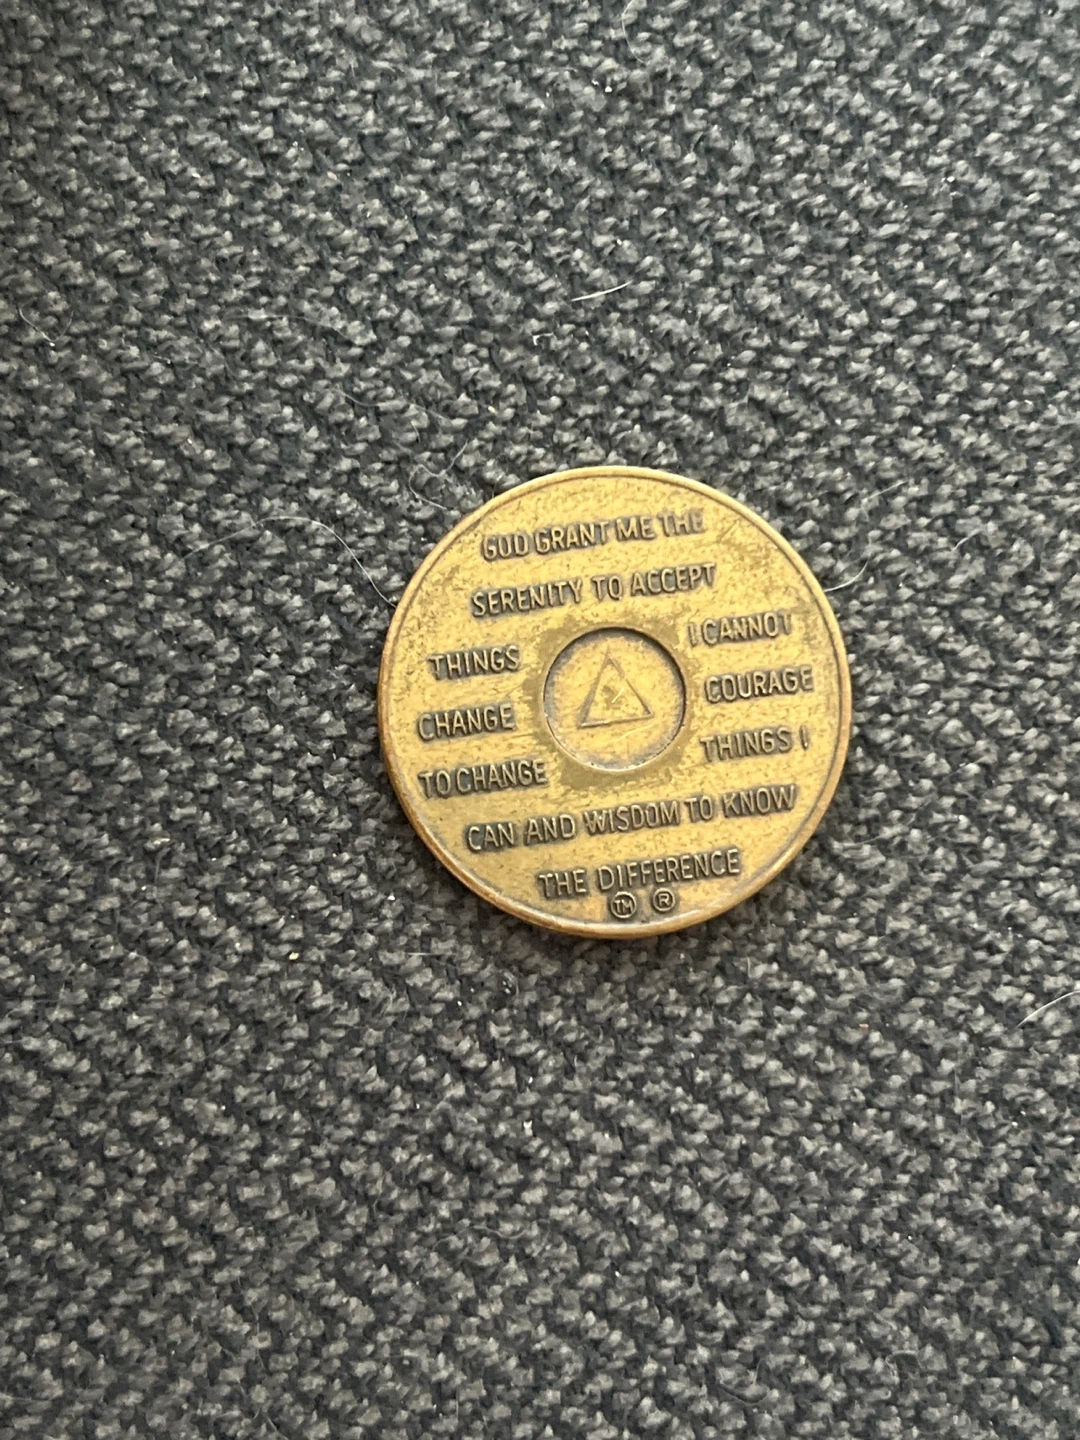 GOD GRANT ME THE
SERENITY TO ACCEPT
THINGS I CANNOT
CHANGE COURAGE
TO CHANGE THINGS I
CAN AND WISDOM TO KNOW
THE DIFFERENCE
TM R